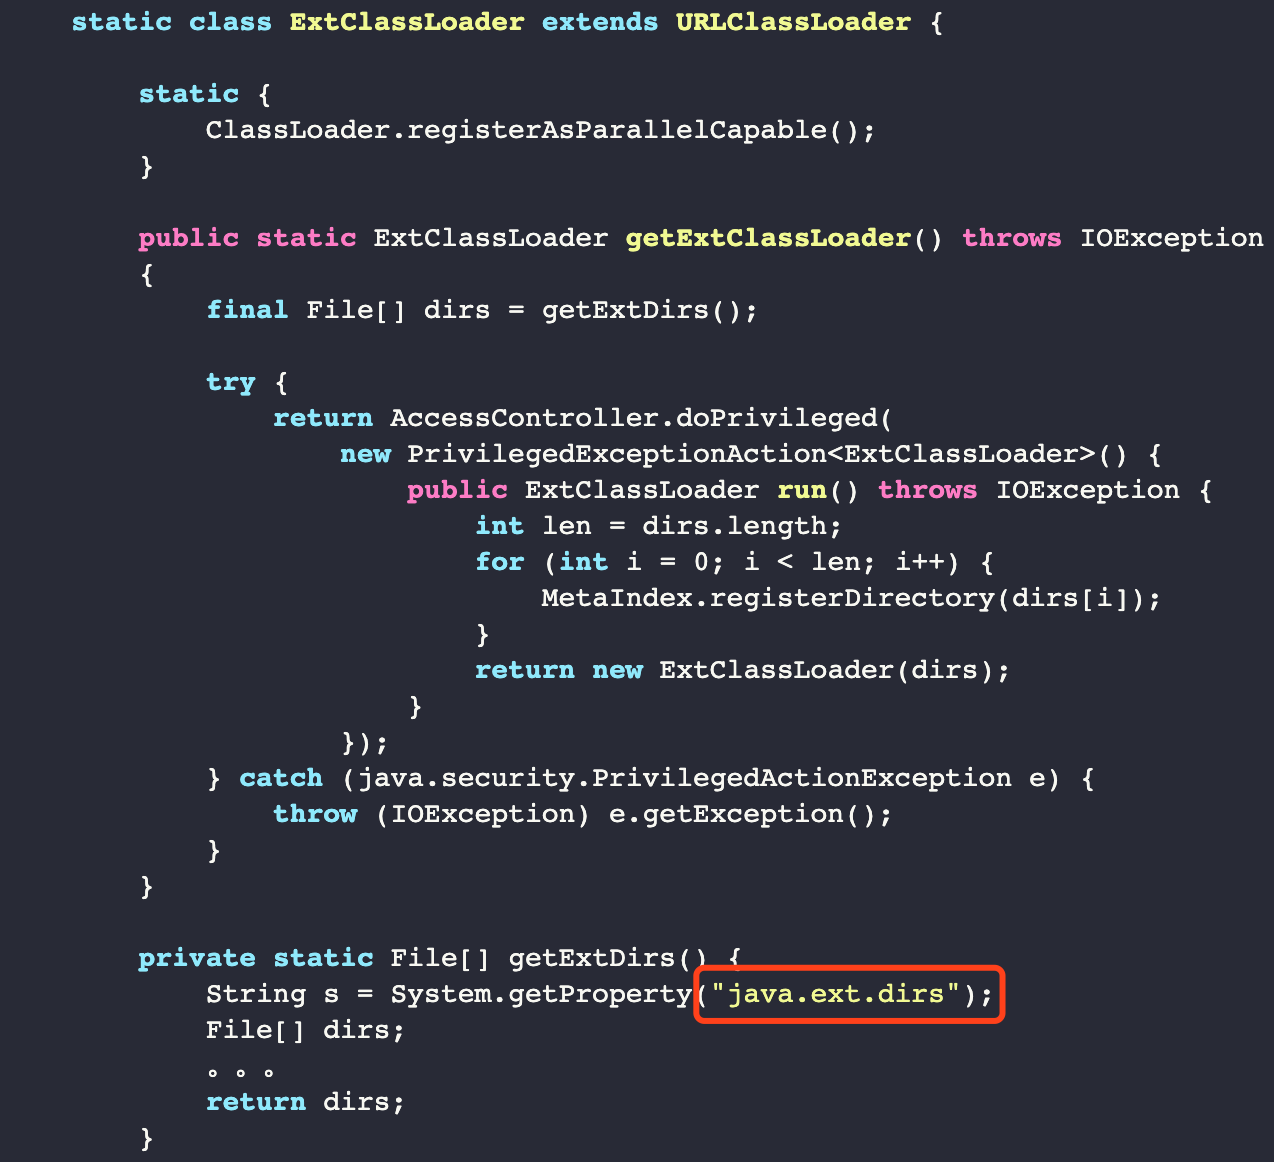 static class ExtClassLoader extends URLClassLoader {
static {
ClassLoader.registerAsParallelCapable();
}
public static ExtClassLoader getExtClassLoader() throws IOException
{
final File[] dirs = getExtDirs();
try {
return AccessController.doPrivileged(
new PrivilegedExceptionAction<ExtClassLoader>() {
public ExtClassLoader run() throws IOException {
int len = dirs.length;
for (int i = 0; i < len; i++) {
MetaIndex.registerDirectory(dirs[i]);
}
return new ExtClassLoader(dirs);
}
});
} catch (java.security.PrivilegedActionException e) {
throw (IOException) e.getException();
}
}
private static File[] getExtDirs() {
String s = System.getProperty("java.ext.dirs");
File[] dirs;
。。。
return dirs;
}